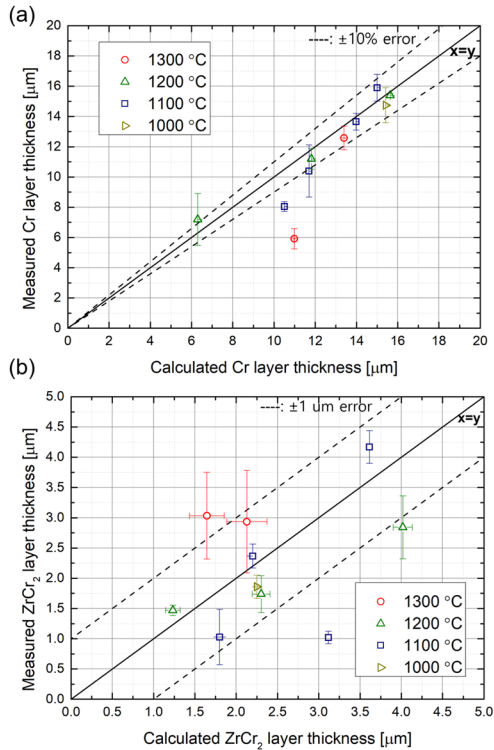 (a)
20
18
16
14
12
10
8
6
4
2
0
Measured Cr layer thickness [μm]
1300 °C
1200 °C
1100 °C
1000 °C
----: ±10% error
x=y
0 2 4 6 8 10 12 14 16 18 20
Calculated Cr layer thickness [μm]
(b)
5.0
4.5
4.0
3.5
3.0
2.5
2.0
1.5
1.0
0.5
0.0
Measured ZrCr2 layer thickness [μm]
----: ±1 um error
x=y
1300 °C
1200 °C
1100 °C
1000 °C
0.0 0.5 1.0 1.5 2.0 2.5 3.0 3.5 4.0 4.5 5.0
Calculated ZrCr2 layer thickness [μm]